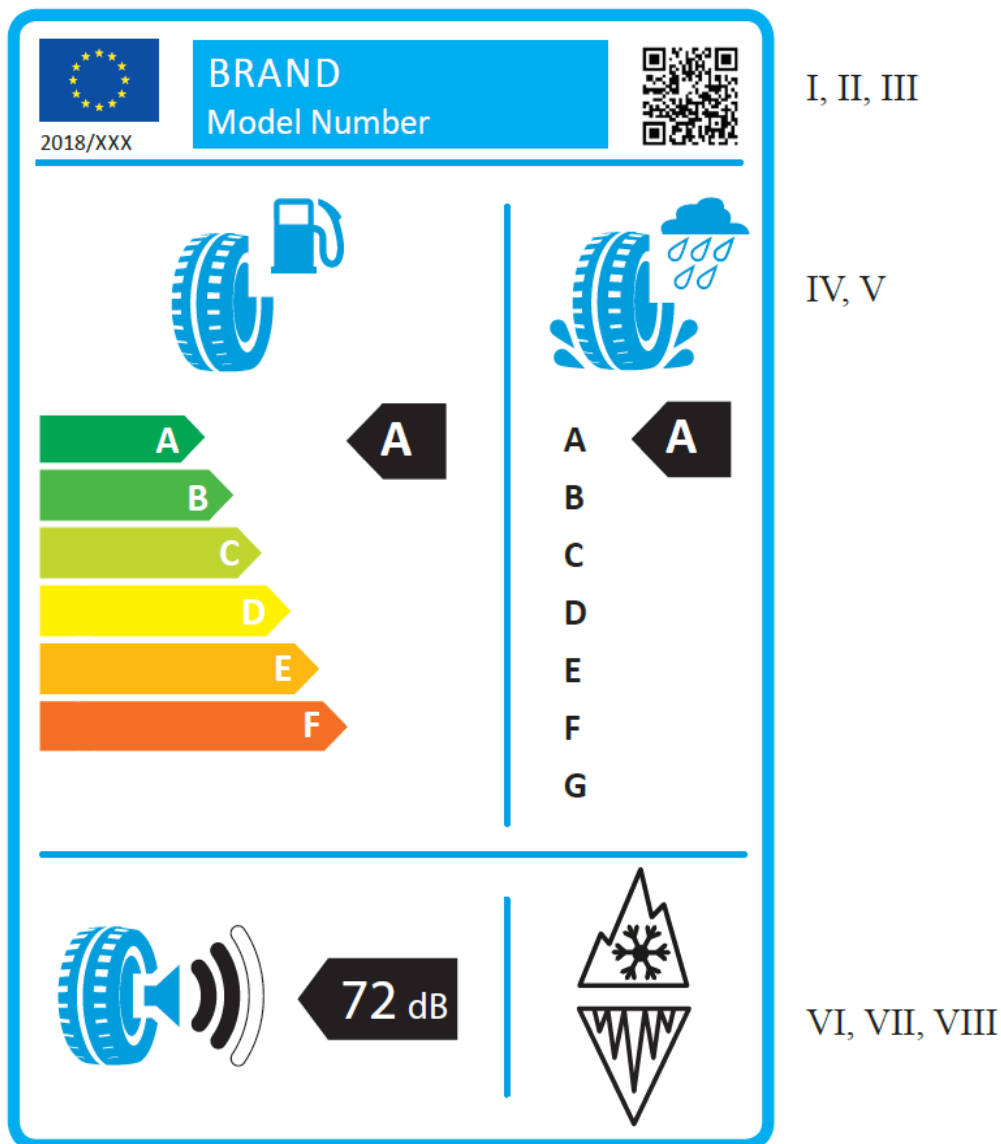 BRAND
Model Number
2018/XXX
I, II, III
IV, V
A
B
C
D
E
F
A
A
B
C
D
E
F
G
A
72 dB
VI, VII, VIII